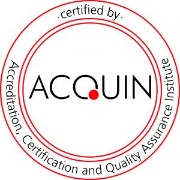 · certified by ·
ACQUIN
Accreditation, Certification and Quality Assurance Institute